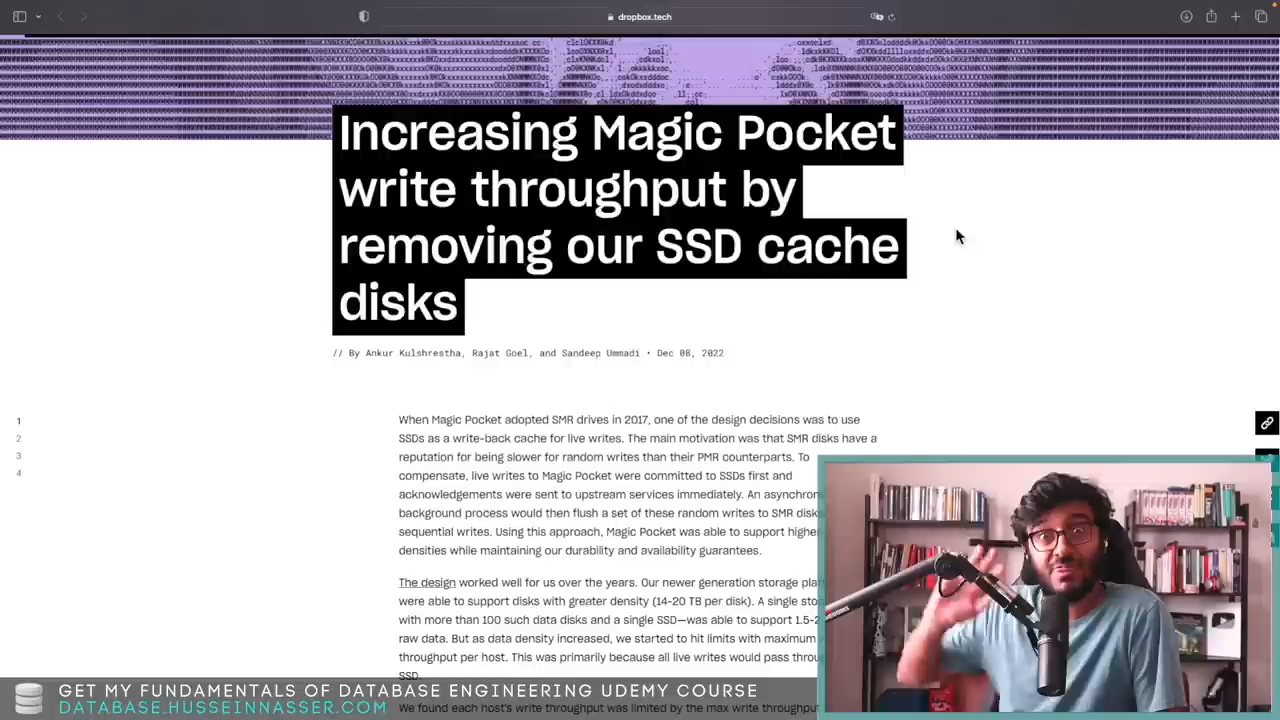 dropbox.tech
Increasing Magic Pocket
write throughput by
removing our SSD cache
disks
// By Ankur Kulshrestha, Rajat Goel, and Sandeep Ummadi • Dec 08, 2022
1
2
3
4
When Magic Pocket adopted SMR drives in 2017, one of the design decisions was to use
SSDs as a write-back cache for live writes. The main motivation was that SMR disks have a
reputation for being slower for random writes than their PMR counterparts. To
compensate, live writes to Magic Pocket were committed to SSDs first and
acknowledgements were sent to upstream services immediately. An
background process would then flush a set of these random writes to SMR
sequential writes. Using this approach, Magic Pocket was able to support higher
densities while maintaining our durability and availability guarantees.
The design worked well for us over the years. Our newer generation storage
were able to support disks with greater density (14-20 TB per disk). A single
with more than 100 such data disks and a single SSD—was able to support
raw data. But as data density increased, we started to hit limits with maximum
throughput per host. This was primarily because all live writes would pass
SSD.
We found each host's write throughput was limited by the max write throughput
GET MY FUNDAMENTALS OF DATABASE ENGINEERING UDEMY COURSE
DATABASE.HUSSEINNASSER.COM